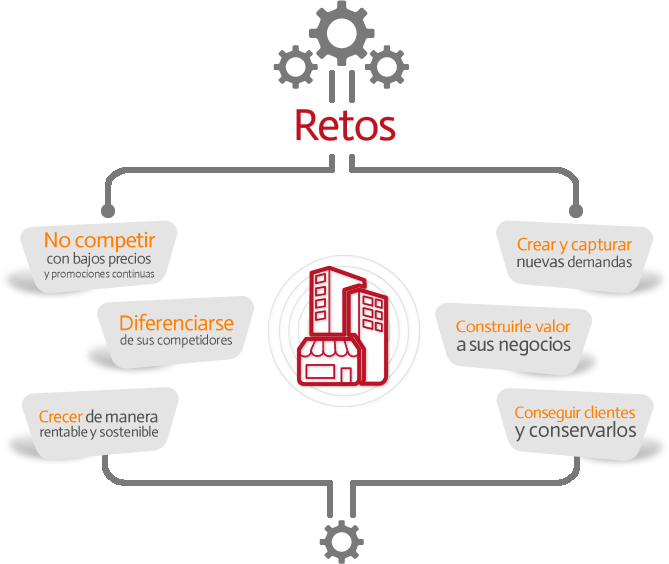 Retos
No competir
con bajos precios
y promociones continuas
Diferenciarse
de sus competidores
Crecer de manera
rentable y sostenible
Crear y capturar
nuevas demandas
Construirle valor
a sus negocios
Conseguir clientes
y conservarlos